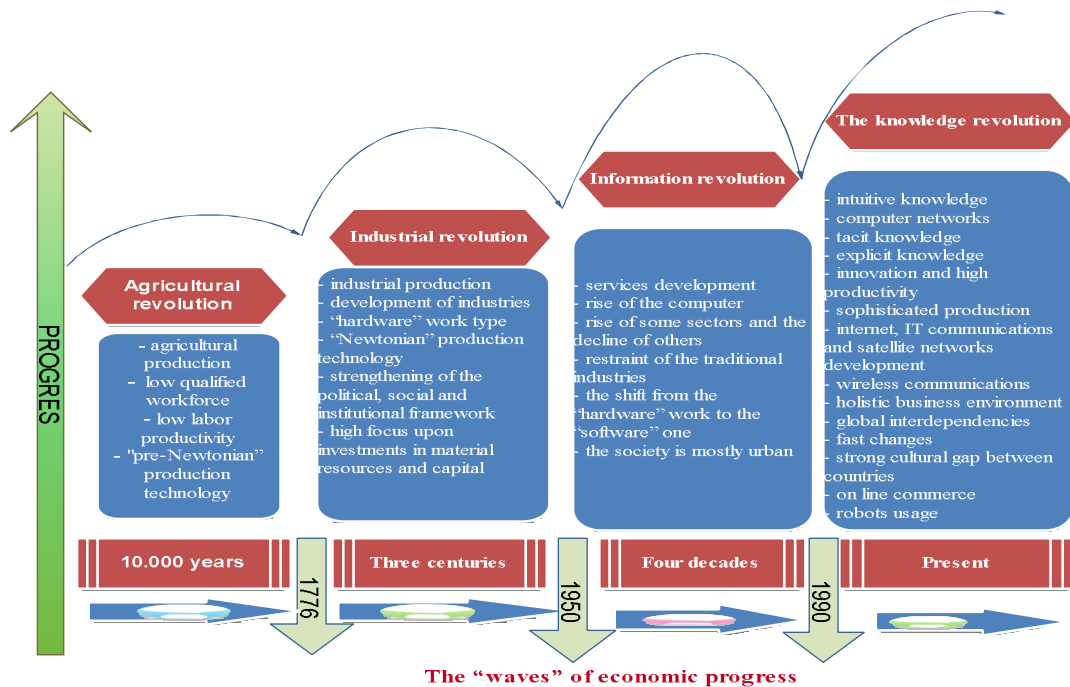 PROGRES
Agricultural
revolution
- agricultural
production
- low qualified
workforce
- low labor
productivity
- "pre-Newtonian”
production
technology
Industrial revolution
- industrial production
- development of industries
- “hardware” work type
- “Newtonian” production
technology
- strengthening of the
political, social and
institutional framework
- high focus upon
investments in material
resources and capital
Information revolution
- services development
- rise of the computer
- rise of some sectors and the
decline of others
- restraint of the traditional
industries
- the shift from the
“hardware” work to the
“software” one
- the society is mostly urban
The knowledge revolution
- intuitive knowledge
- computer networks
- tacit knowledge
- explicit knowledge
- innovation and high
productivity
- sophisticated production
- internet, IT communications
and satellite networks
development
- wireless communications
- holistic business environment
- global interdependencies
- fast changes
- strong cultural gap between
countries
- on line commerce
- robots usage
10.000 years
1776
Three centuries
1950
Four decades
1990
Present
The “waves” of economic progress